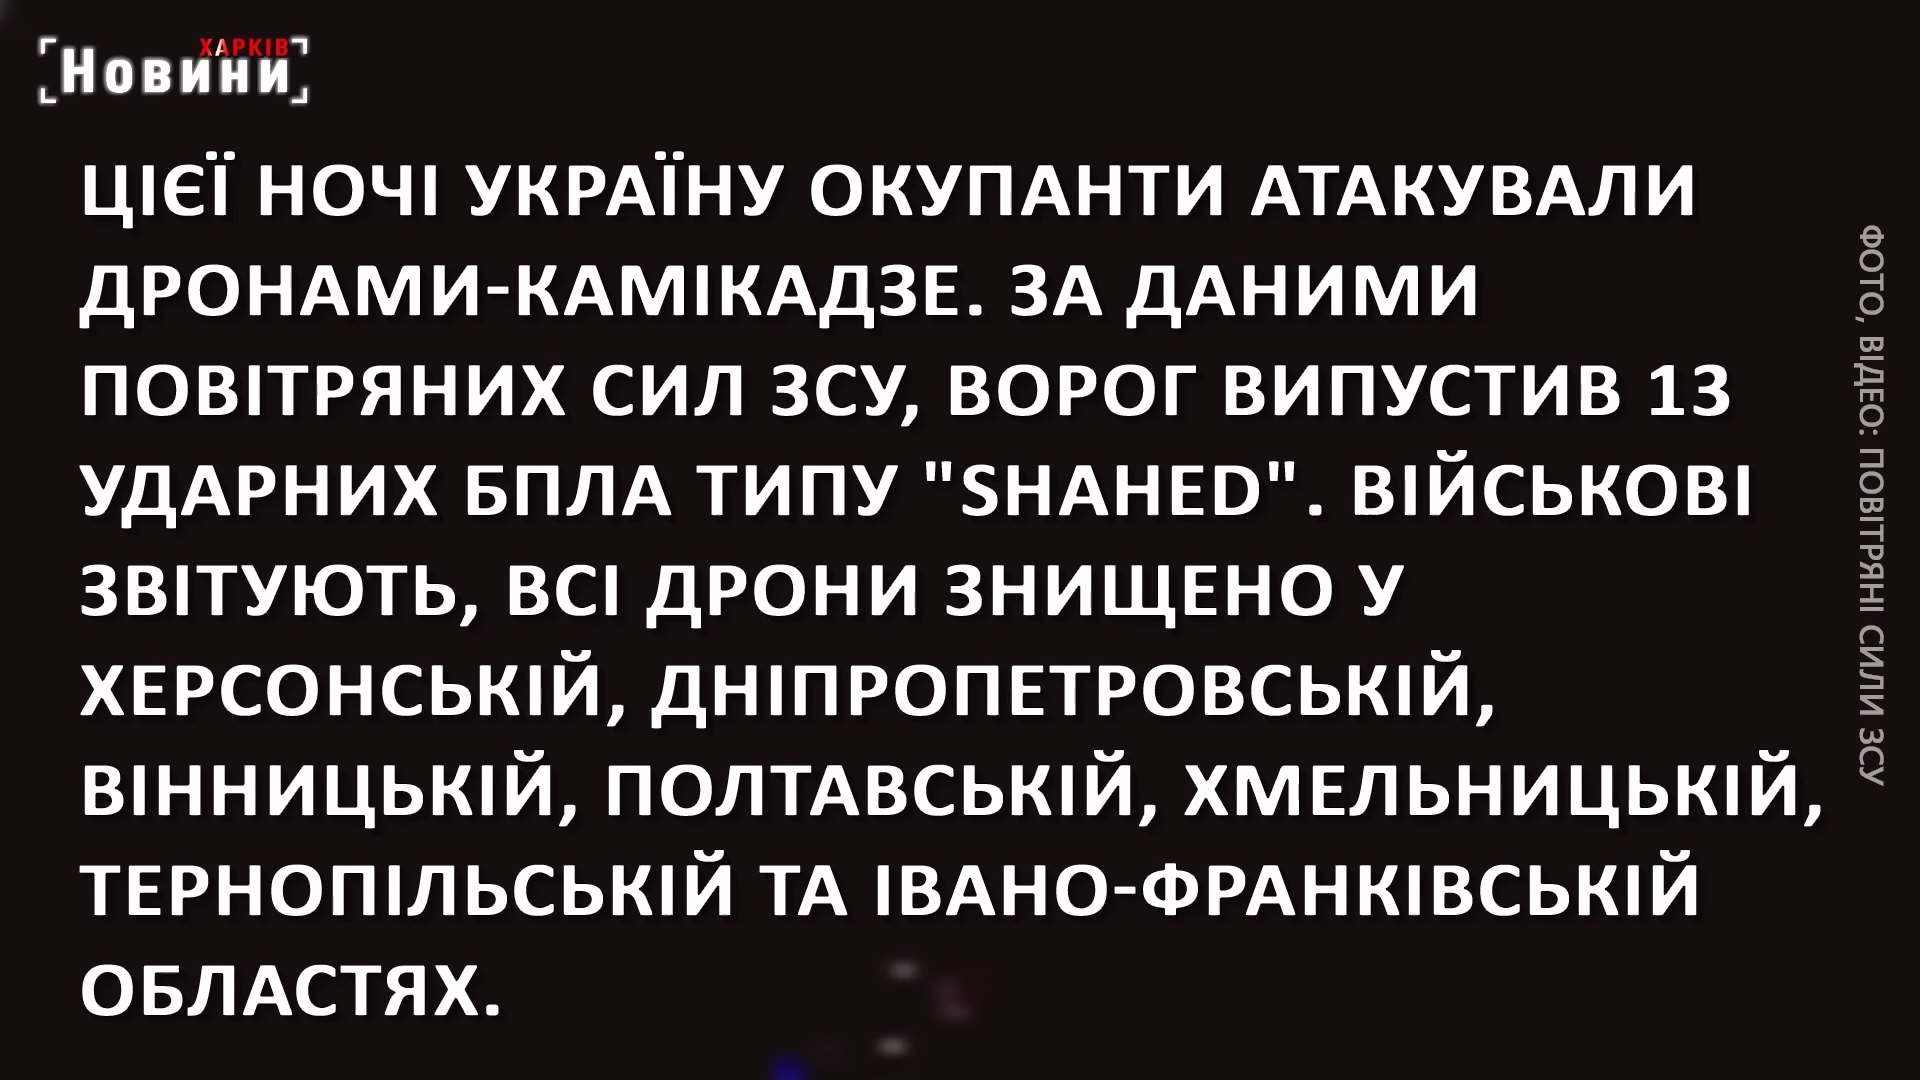 ХАРКІВ
Новини
ЦІЄЇ НОЧІ УКРАЇНУ ОКУПАНТИ АТАКУВАЛИ
ДРОНАМИ-КАМІКАДЗЕ. ЗА ДАНИМИ
ПОВІТРЯНИХ СИЛ ЗСУ, ВОРОГ ВИПУСТИВ 13
УДАРНИХ БПЛА ТИПУ "SHAHED". ВІЙСЬКОВІ
ЗВІТУЮТЬ, ВСІ ДРОНИ ЗНИЩЕНО У
ХЕРСОНСЬКІЙ, ДНІПРОПЕТРОВСЬКІЙ,
ВІННИЦЬКІЙ, ПОЛТАВСЬКІЙ, ХМЕЛЬНИЦЬКІЙ,
ТЕРНОПІЛЬСЬКІЙ ТА ІВАНО-ФРАНКІВСЬКІЙ
ОБЛАСТЯХ.
ФОТО, ВІДЕО: ПОВІТРЯНІ СИЛИ ЗСУ